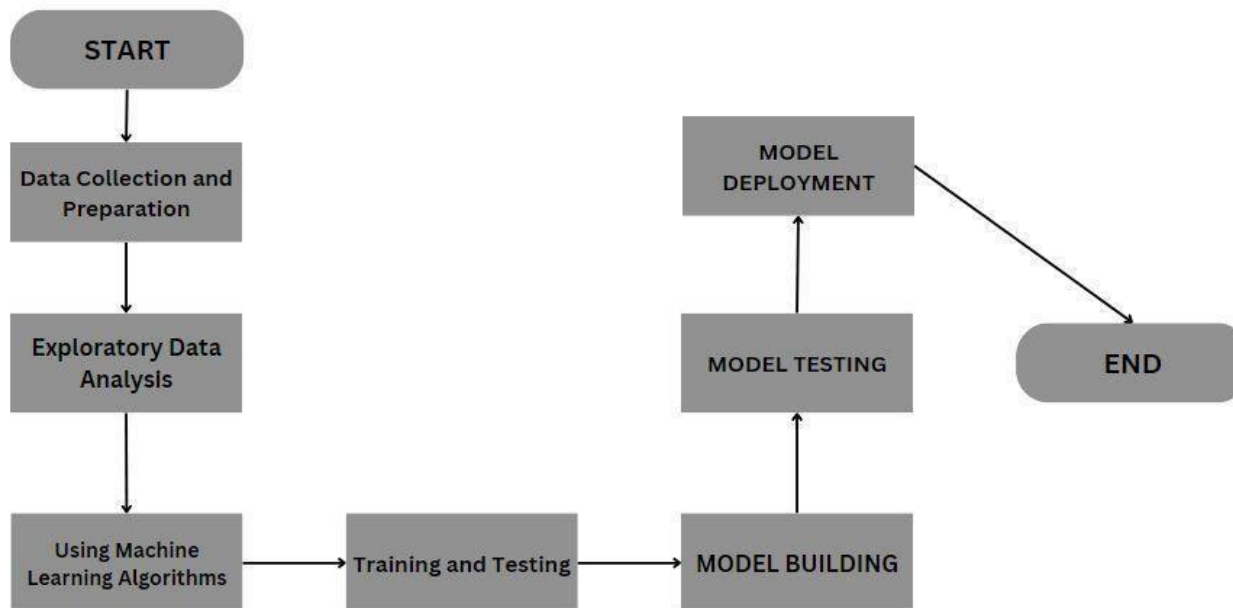 START
Data Collection and
Preparation
Exploratory Data
Analysis
Using Machine
Learning Algorithms
Training and Testing
MODEL BUILDING
MODEL TESTING
MODEL
DEPLOYMENT
END